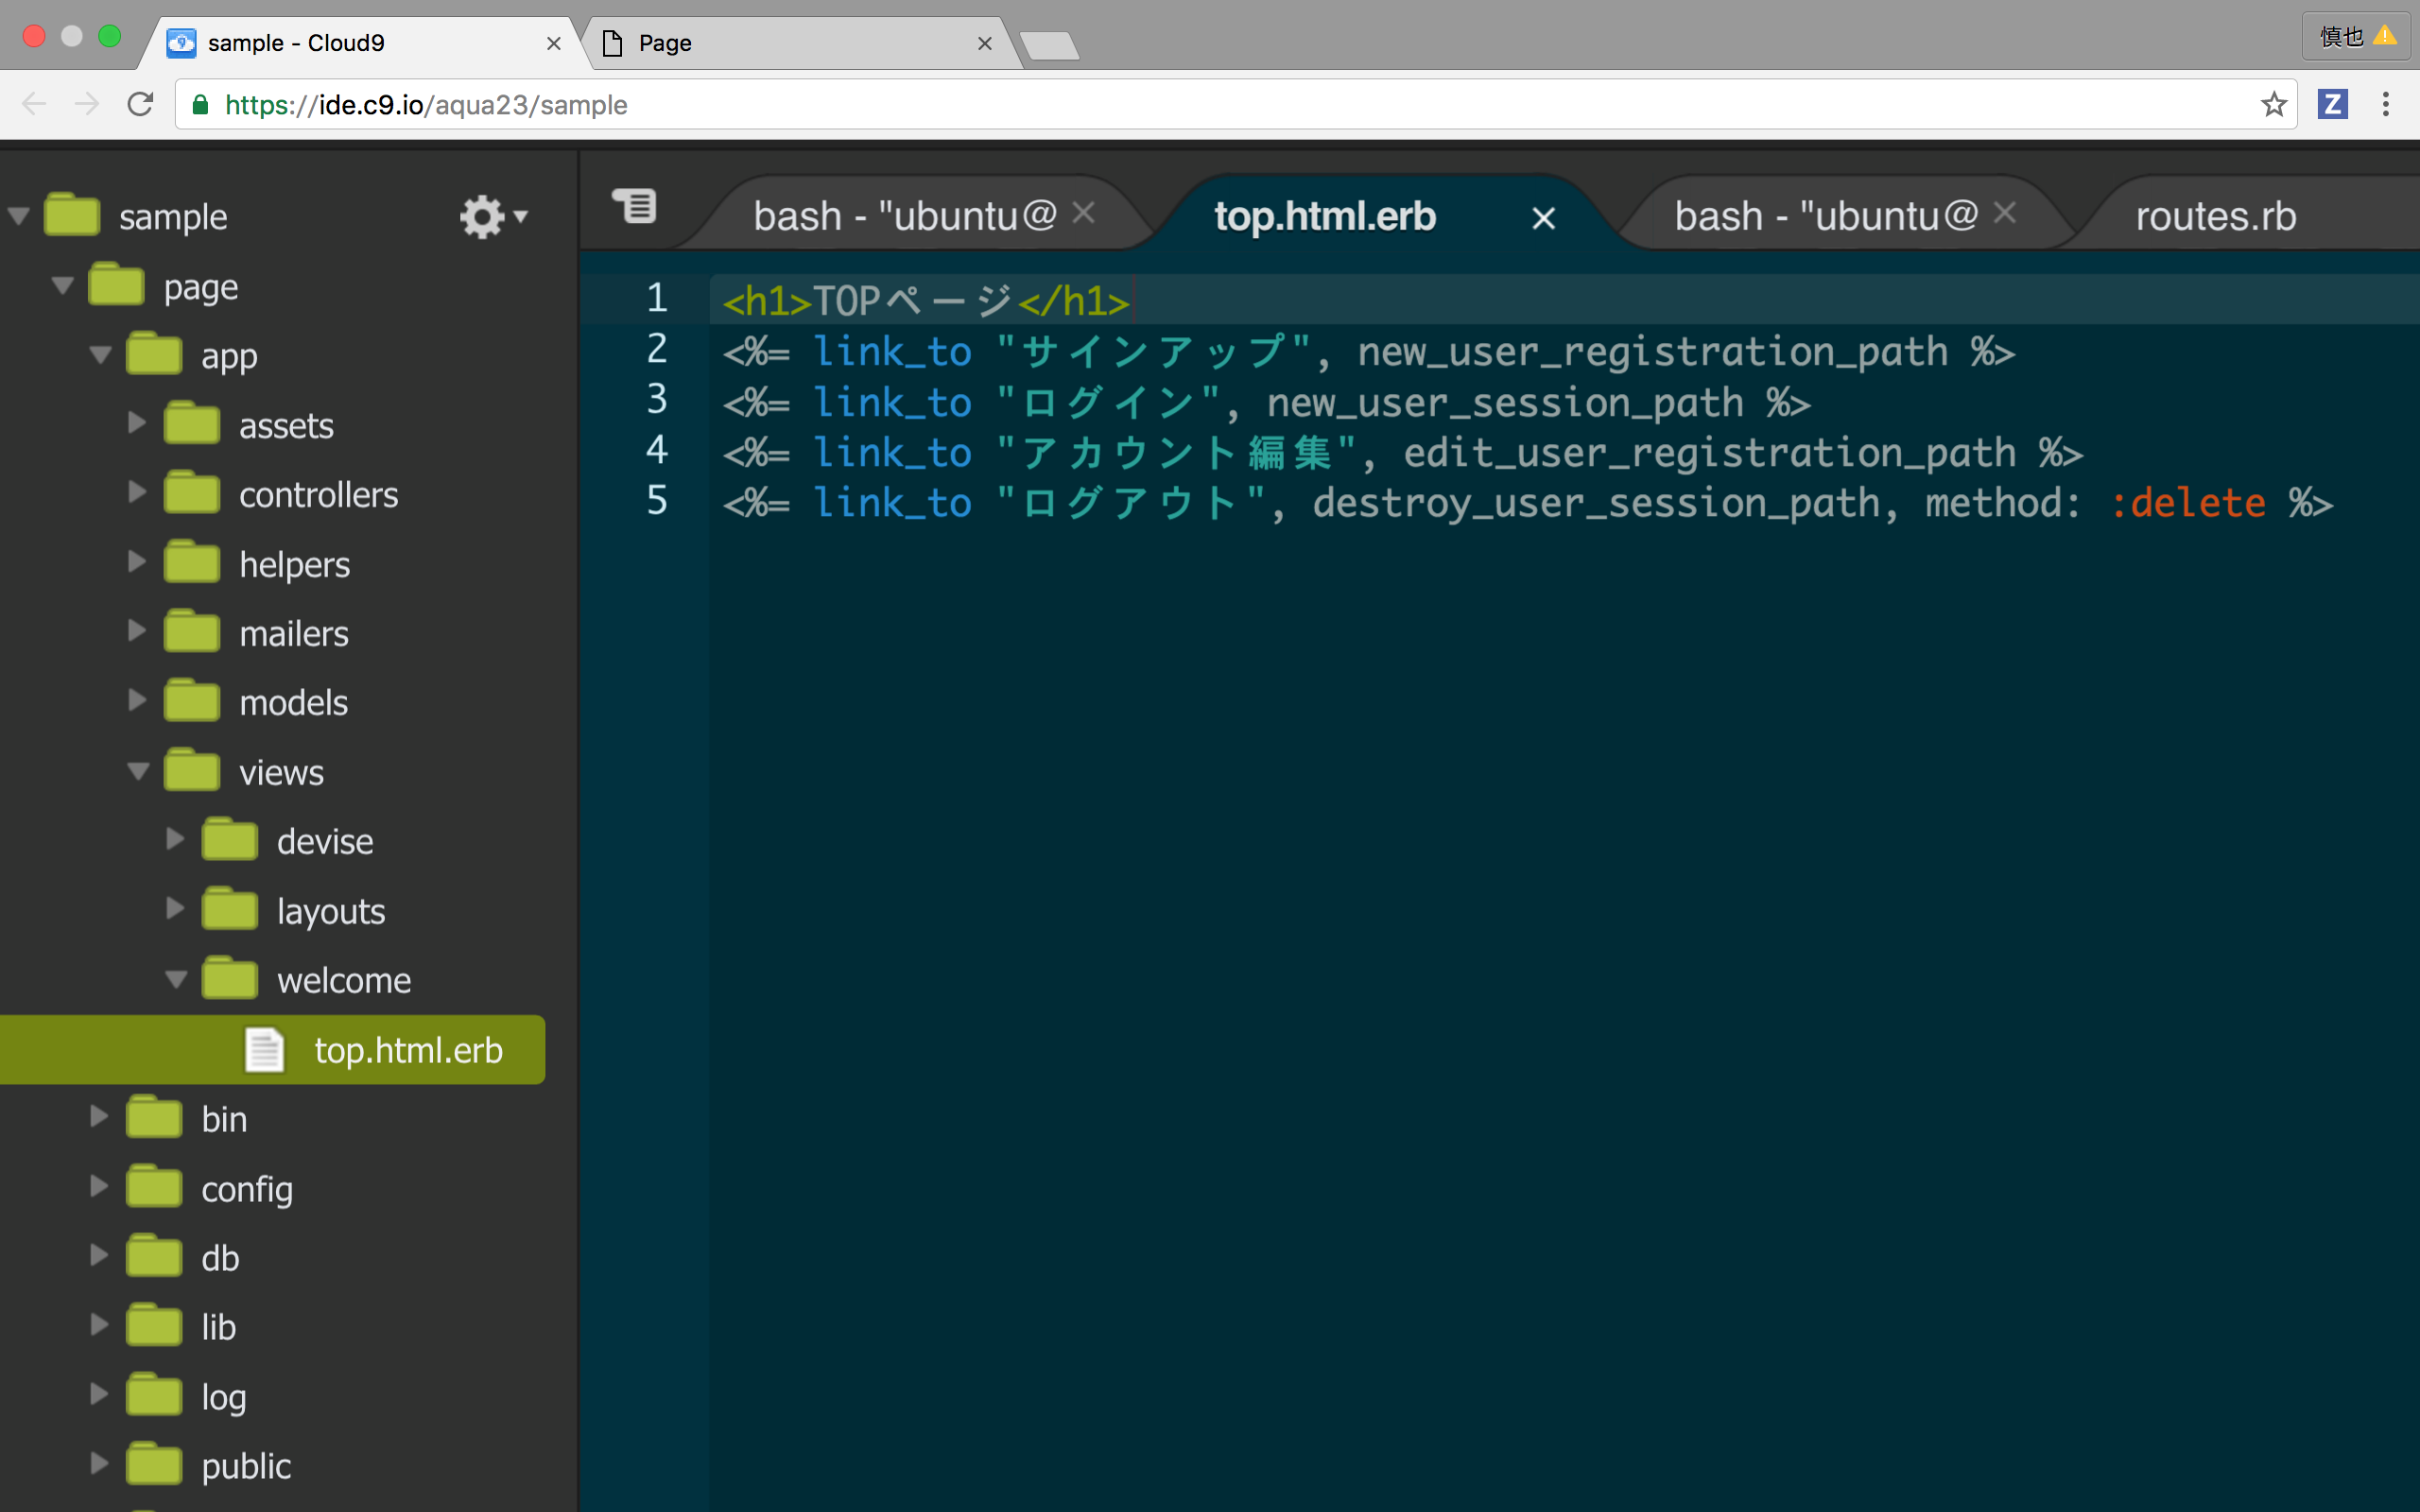 sample - Cloud9
Page
慎也
https://ide.c9.io/aqua23/sample
Z
sample
page
app
assets
controllers
helpers
mailers
models
views
devise
layouts
welcome
top.html.erb
bin
config
db
lib
log
public
bash - "ubuntu@
top.html.erb
bash - "ubuntu@
routes.rb
1 <h1>TOPページ</h1>
2 <%= link_to "サインアップ", new_user_registration_path %>
3 <%= link_to "ログイン", new_user_session_path %>
4 <%= link_to "アカウント編集", edit_user_registration_path %>
5 <%= link_to "ログアウト", destroy_user_session_path, method: :delete %>